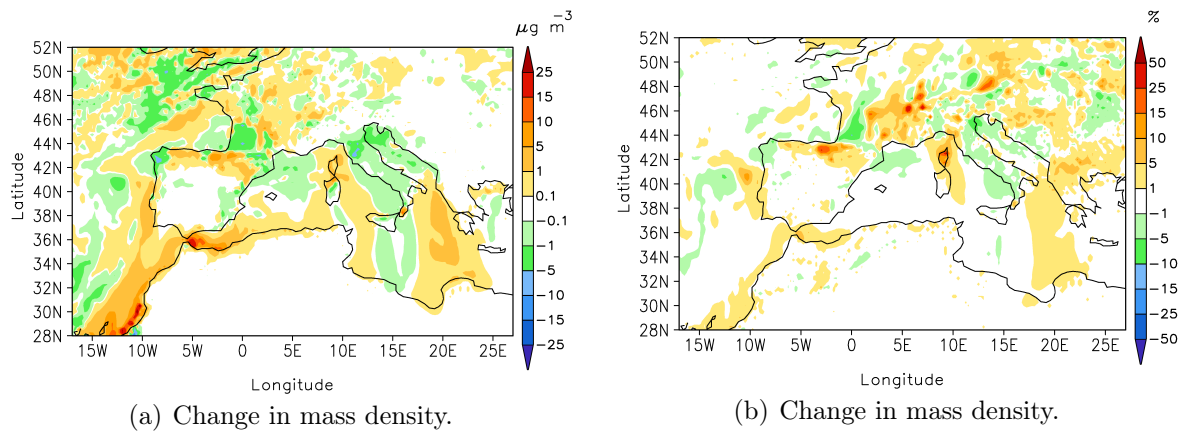 μg m⁻³
52N
50N
48N
46N
44N
42N
40N
38N
36N
34N
32N
30N
28N
Latitude
15W 10W 5W 0 5E 10E 15E 20E 25E
Longitude
25
15
10
5
1
0.1
−0.1
−1
−5
−10
−15
−25
(a) Change in mass density.
%
52N
50N
48N
46N
44N
42N
40N
38N
36N
34N
32N
30N
28N
Latitude
15W 10W 5W 0 5E 10E 15E 20E 25E
Longitude
50
25
15
10
5
1
−1
−5
−10
−15
−25
−50
(b) Change in mass density.